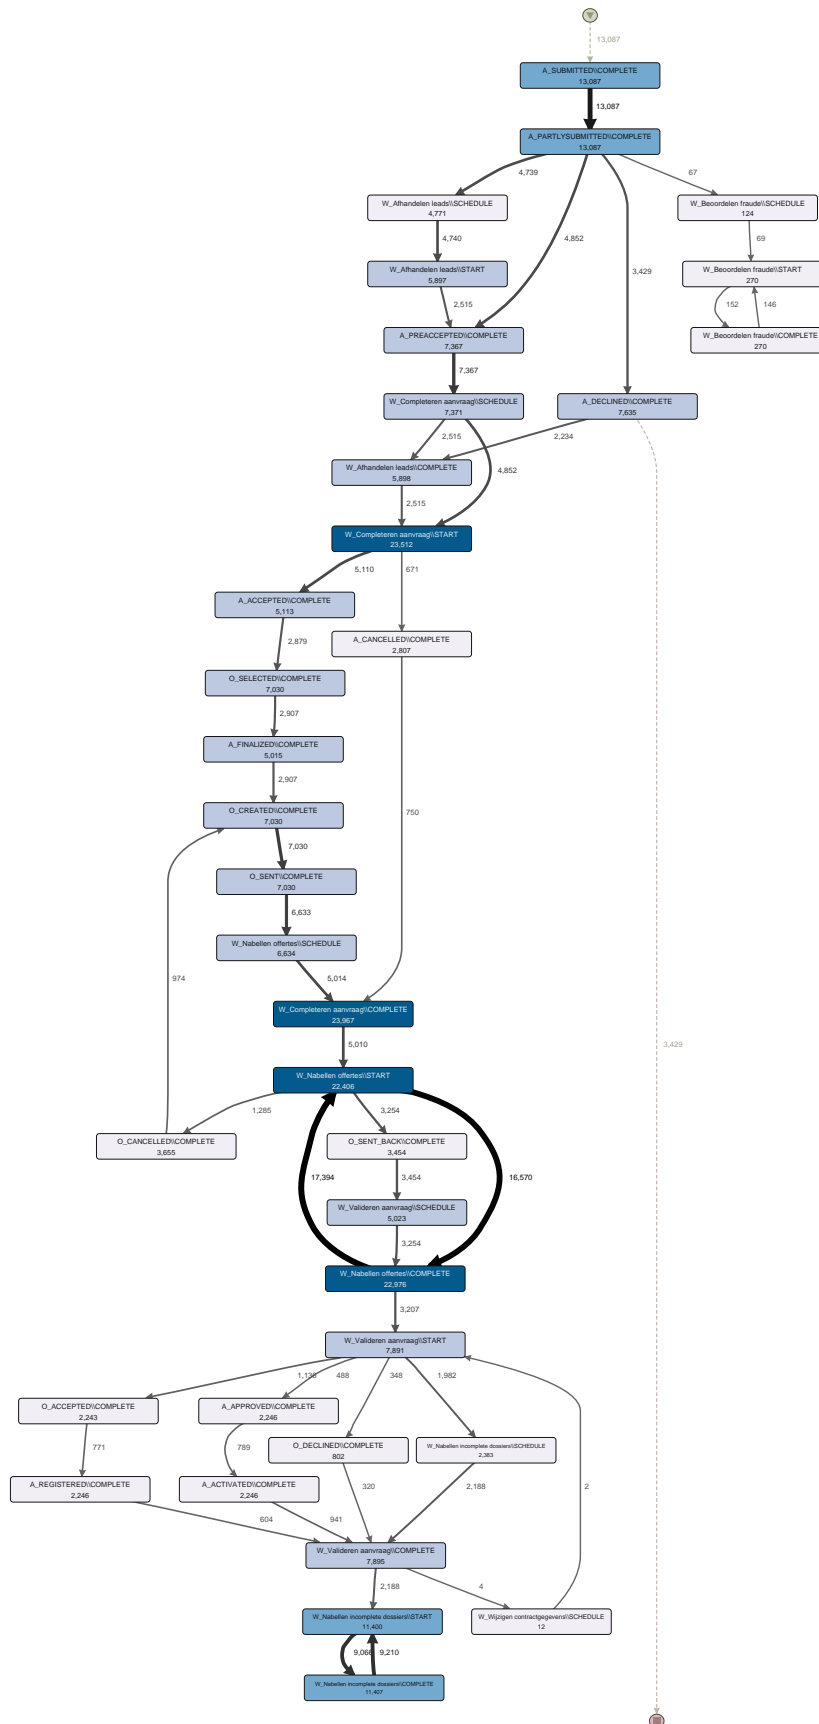 13,087
A_SUBMITTED\\COMPLETE
13,087
13,087
A_PARTLYSUBMITTED\\COMPLETE
13,087
4,739
67
W_Afhandelen leads\\SCHEDULE
4,771
W_Beoordelen fraude\\SCHEDULE
124
4,740
4,852
69
3,429
W_Afhandelen leads\\START
5,897
W_Beoordelen fraude\\START
270
2,515
152
146
A_PREACCEPTED\\COMPLETE
7,367
W_Beoordelen fraude\\COMPLETE
270
7,367
W_Completeren aanvraag\\SCHEDULE
7,371
A_DECLINED\\COMPLETE
7,635
2,515
2,234
W_Afhandelen leads\\COMPLETE
5,898
4,852
2,515
W_Completeren aanvraag\\START
23,512
5,110
671
A_ACCEPTED\\COMPLETE
5,113
2,879
A_CANCELLED\\COMPLETE
2,807
O_SELECTED\\COMPLETE
7,030
2,907
A_FINALIZED\\COMPLETE
5,015
2,907
O_CREATED\\COMPLETE
7,030
750
7,030
O_SENT\\COMPLETE
7,030
6,633
W_Nabellen offertes\\SCHEDULE
6,634
974
5,014
W_Completeren aanvraag\\COMPLETE
23,967
5,010
3,429
W_Nabellen offertes\\START
22,406
1,285
3,254
O_CANCELLED\\COMPLETE
3,655
O_SENT_BACK\\COMPLETE
3,454
17,394
3,454
16,570
W_Valideren aanvraag\\SCHEDULE
5,023
3,254
W_Nabellen offertes\\COMPLETE
22,976
3,207
W_Valideren aanvraag\\START
7,891
1,136
488
348
1,982
O_ACCEPTED\\COMPLETE
2,243
A_APPROVED\\COMPLETE
2,246
771
789
O_DECLINED\\COMPLETE
802
W_Nabellen incomplete dossiers\\SCHEDULE
2,383
A_REGISTERED\\COMPLETE
2,246
A_ACTIVATED\\COMPLETE
2,246
320
2,188
2
604
941
W_Valideren aanvraag\\COMPLETE
7,895
2,188
4
W_Nabellen incomplete dossiers\\START
11,400
W_Wijzigen contractgegevens\\SCHEDULE
12
9,066
9,210
W_Nabellen incomplete dossiers\\COMPLETE
11,407